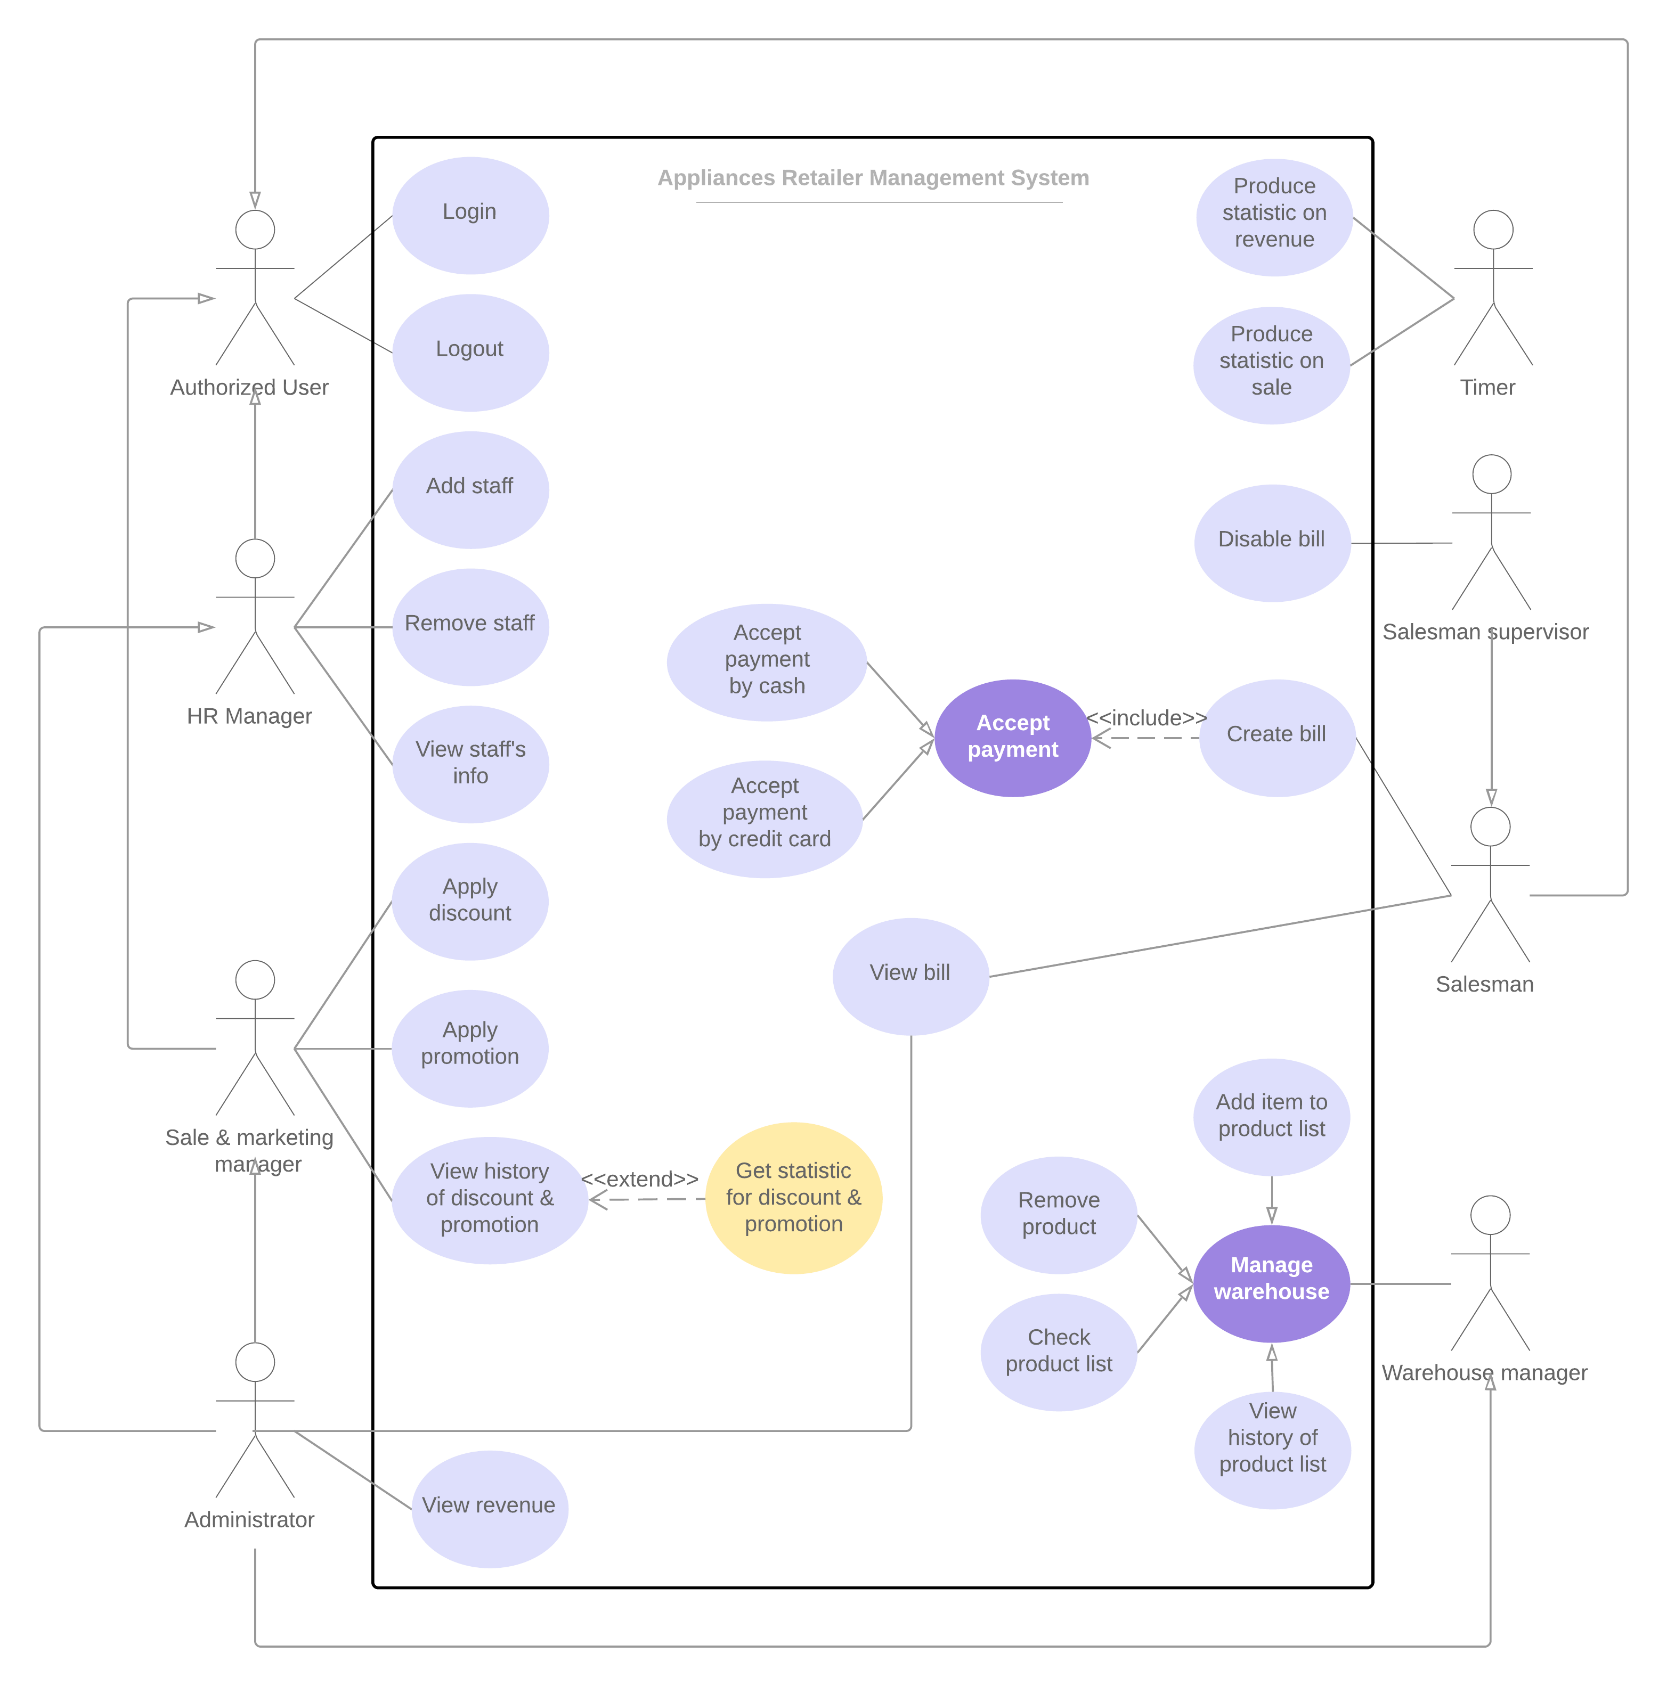 Appliances Retailer Management System
Login
Produce
statistic on
revenue
Logout
Produce
statistic on
sale
Authorized User
Timer
Add staff
Disable bill
Remove staff
Salesman supervisor
Accept
payment
by cash
HR Manager
Accept
payment
<<include>>
Create bill
View staff's
info
Accept
payment
by credit card
Apply
discount
View bill
Salesman
Apply
promotion
Add item to
product list
Sale & marketing
manager
View history
of discount &
promotion
<<extend>>
Get statistic
for discount &
promotion
Remove
product
Manage
warehouse
Check
product list
Warehouse manager
View
history of
product list
View revenue
Administrator